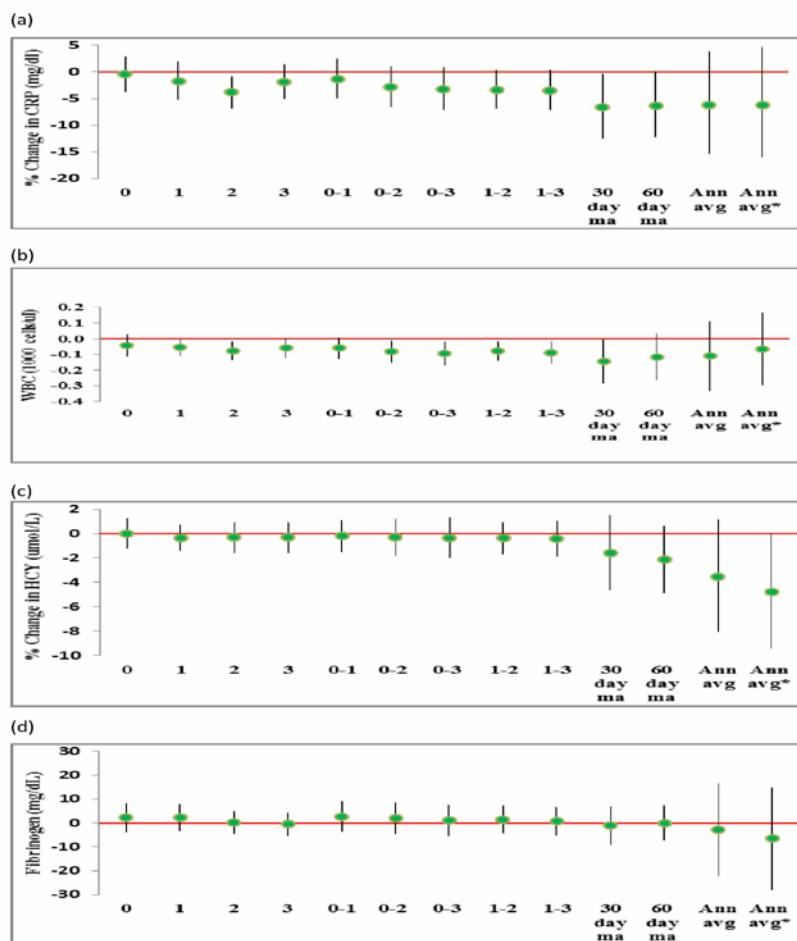 (a)
% Change in CRP (mg/dl)
5
0
-5
-10
-15
-20
0 1 2 3 0-1 0-2 0-3 1-2 1-3 30 60 Ann Ann
day day avg avg*
ma ma
(b)
WBC (1000 cells/ul)
0.2
0.1
0.0
-0.1
-0.2
-0.3
-0.4
0 1 2 3 0-1 0-2 0-3 1-2 1-3 30 60 Ann Ann
day day avg avg*
ma ma
(c)
% Change in HCY (umol/L)
2
0
-2
-4
-6
-8
-10
0 1 2 3 0-1 0-2 0-3 1-2 1-3 30 60 Ann Ann
day day avg avg*
ma ma
(d)
Fibrinogen (mg/dL)
30
20
10
0
-10
-20
-30
0 1 2 3 0-1 0-2 0-3 1-2 1-3 30 60 Ann Ann
day day avg avg*
ma ma